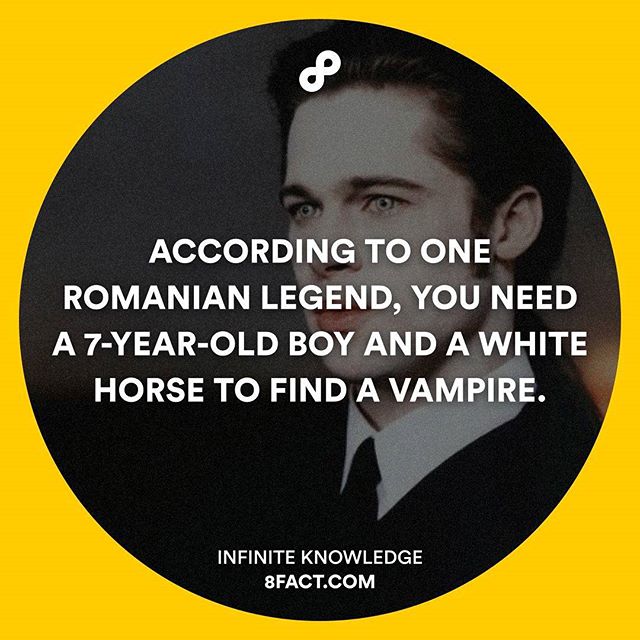 ACCORDING TO ONE
ROMANIAN LEGEND, YOU NEED
A 7-YEAR-OLD BOY AND A WHITE
HORSE TO FIND A VAMPIRE.
INFINITE KNOWLEDGE
8FACT.COM